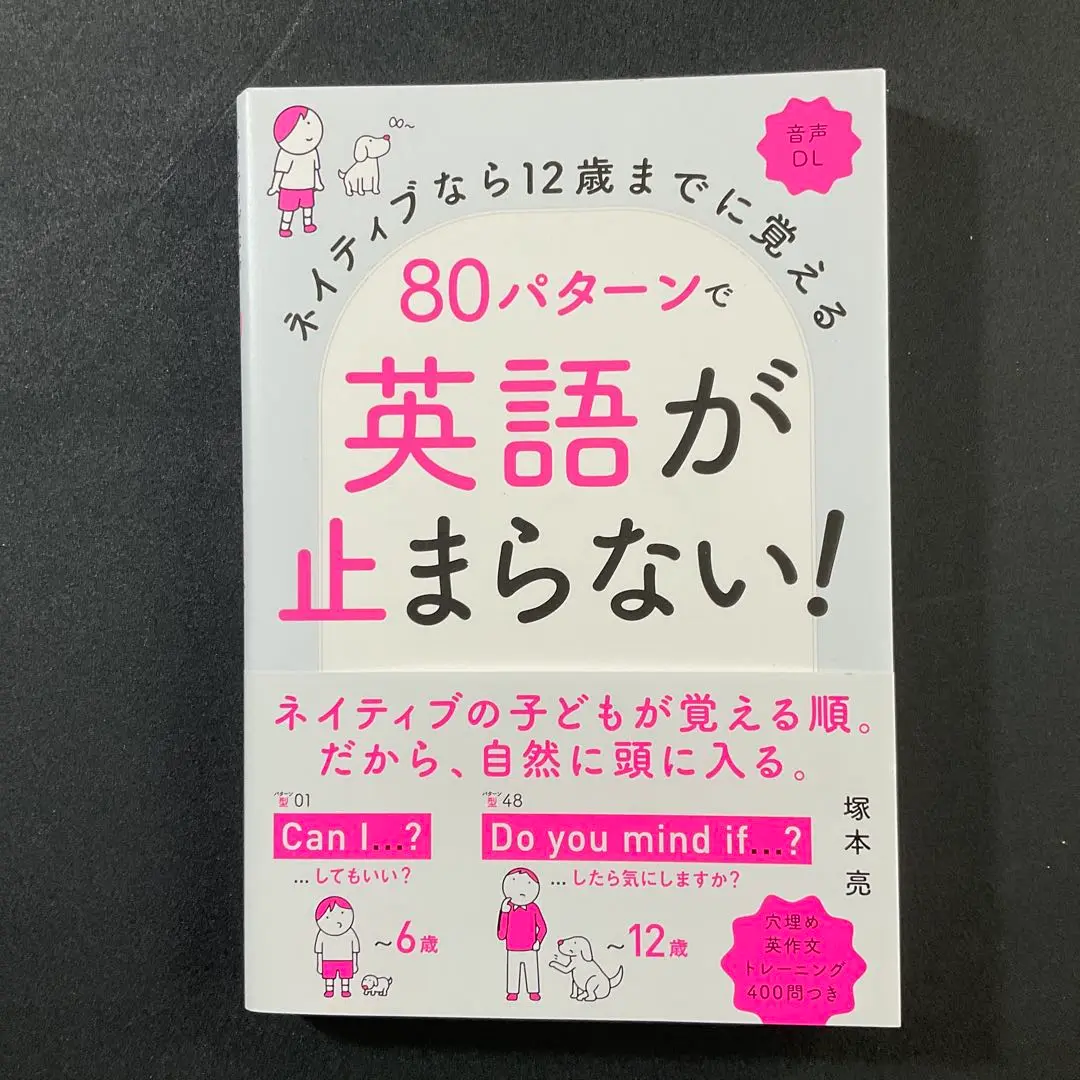 音声
DL
ネイティブなら12歳までに覚える
80パターンで
英語が
止まらない!
ネイティブの子どもが覚える順。
だから、自然に頭に入る。
パターン
型 01
Can I...?
...してもいい?
~6歳
パターン
型 48
Do you mind if...?
...したら気にしますか?
~12歳
塚本亮
穴埋め
英作文
トレーニング
400問つき